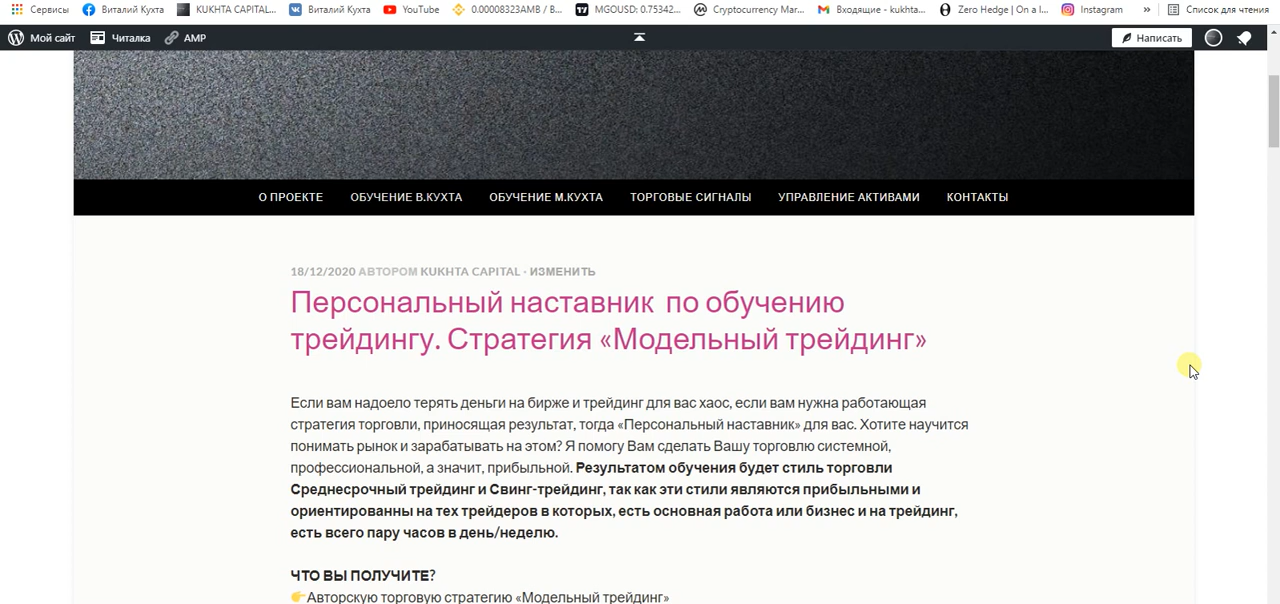 Сервисы Виталий Кухта KUKHTA CAPITAL... Виталий Кухта YouTube 0.00008323AMB / B... MGOUSD: 0.75342... Cryptocurrency Mar... Входящие - kukhta... Zero Hedge | On a l... Instagram » Список для чтения
Мой сайт Читалка AMP Написать
О ПРОЕКТЕ ОБУЧЕНИЕ В.КУХТА ОБУЧЕНИЕ М.КУХТА ТОРГОВЫЕ СИГНАЛЫ УПРАВЛЕНИЕ АКТИВАМИ КОНТАКТЫ
18/12/2020 АВТОРОМ KUKHTA CAPITAL · ИЗМЕНИТЬ
Персональный наставник по обучению
трейдингу. Стратегия «Модельный трейдинг»
Если вам надоело терять деньги на бирже и трейдинг для вас хаос, если вам нужна работающая
стратегия торговли, приносящая результат, тогда «Персональный наставник» для вас. Хотите научится
понимать рынок и зарабатывать на этом? Я помогу Вам сделать Вашу торговлю системной,
профессиональной, а значит, прибыльной. Результатом обучения будет стиль торговли
Среднесрочный трейдинг и Свинг-трейдинг, так как эти стили являются прибыльными и
ориентированны на тех трейдеров в которых, есть основная работа или бизнес и на трейдинг,
есть всего пару часов в день/неделю.
ЧТО ВЫ ПОЛУЧИТЕ?
👉Авторскую торговую стратегию «Модельный трейдинг»